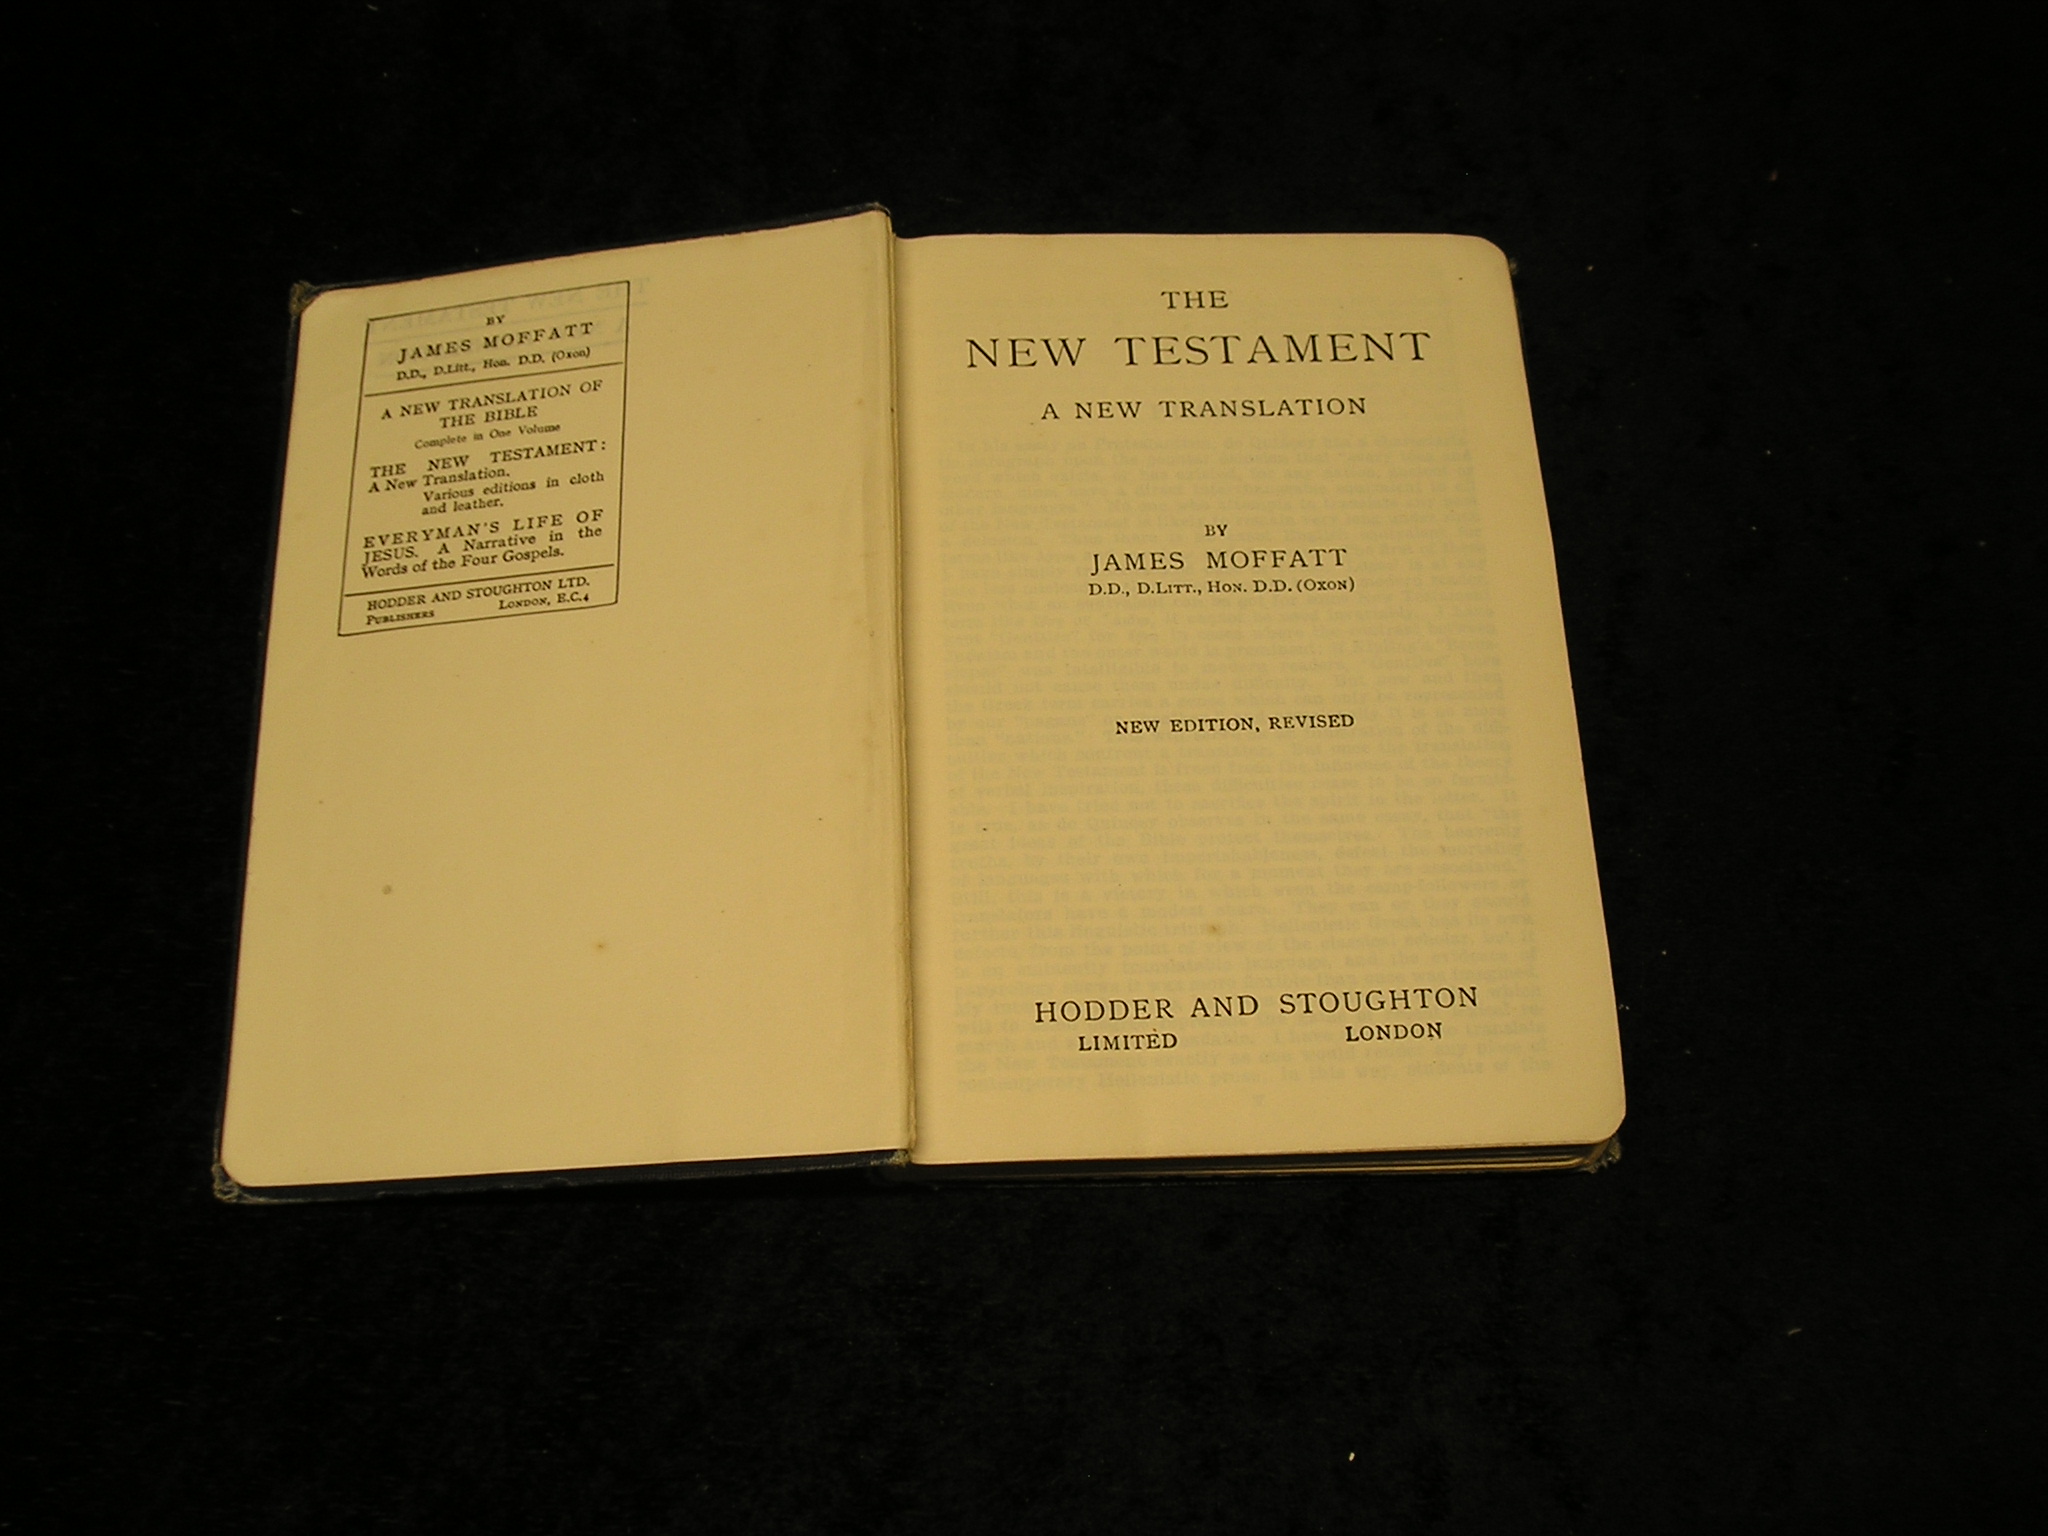 BY
JAMES MOFFATT
D.D., D.Litt., Hon. D.D. (Oxon)
A NEW TRANSLATION OF
THE BIBLE
Complete in One Volume
THE NEW TESTAMENT:
A New Translation.
Various editions in cloth
and leather.
EVERYMAN'S LIFE OF
JESUS. A Narrative in the
Words of the Four Gospels.
HODDER AND STOUGHTON LTD.
PUBLISHERS LONDON, E.C.4
THE
NEW TESTAMENT
A NEW TRANSLATION
BY
JAMES MOFFATT
D.D., D.LITT., HON. D.D. (OXON)
NEW EDITION, REVISED
HODDER AND STOUGHTON
LIMITED LONDON